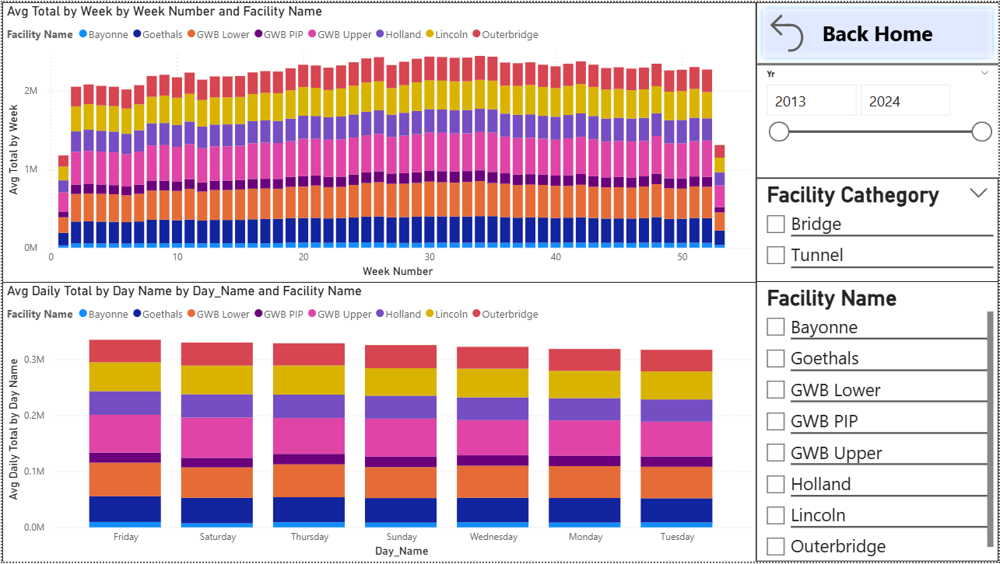 Avg Total by Week by Week Number and Facility Name
Facility Name Bayonne Goethals GWB Lower GWB PIP GWB Upper Holland Lincoln Outerbridge
Avg Total by Week
2M
1M
0M
0 10 20 30 40 50
Week Number
Avg Daily Total by Day Name by Day_Name and Facility Name
Facility Name Bayonne Goethals GWB Lower GWB PIP GWB Upper Holland Lincoln Outerbridge
Avg Daily Total by Day Name
0.3M
0.2M
0.1M
0.0M
Friday Saturday Thursday Sunday Wednesday Monday Tuesday
Day_Name
Back Home
Yr
2013 2024
Facility Cathegory
Bridge
Tunnel
Facility Name
Bayonne
Goethals
GWB Lower
GWB PIP
GWB Upper
Holland
Lincoln
Outerbridge